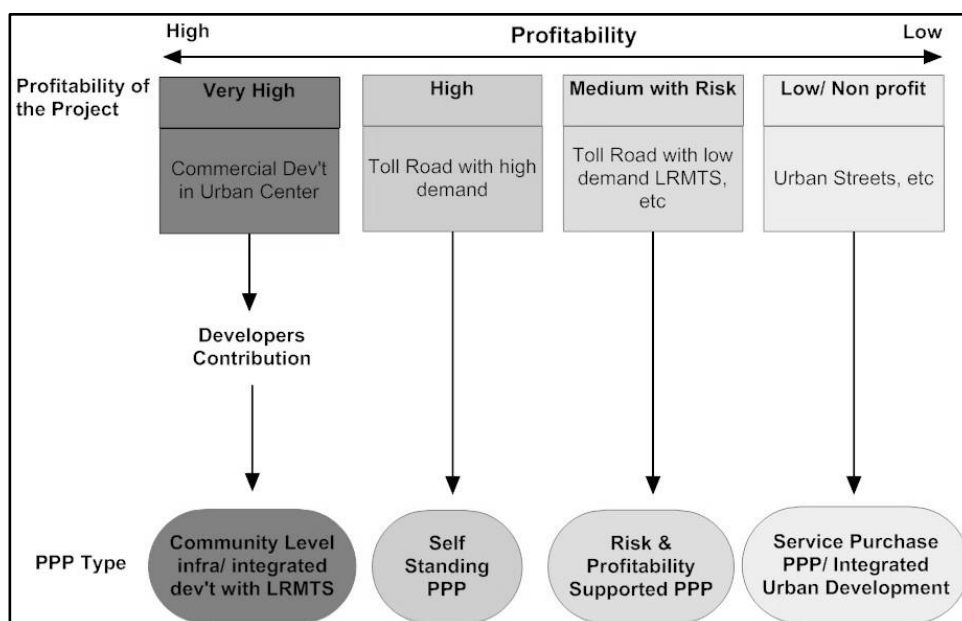 High
Profitability
Low
Profitability of
the Project
Very High
High
Medium with Risk
Low/ Non profit
Commercial Dev't
in Urban Center
Toll Road with high
demand
Toll Road with low
demand LRMTS,
etc
Urban Streets, etc
Developers
Contribution
PPP Type
Community Level
infra/ integrated
dev't with LRMTS
Self
Standing
PPP
Risk &
Profitability
Supported PPP
Service Purchase
PPP/ Integrated
Urban Development